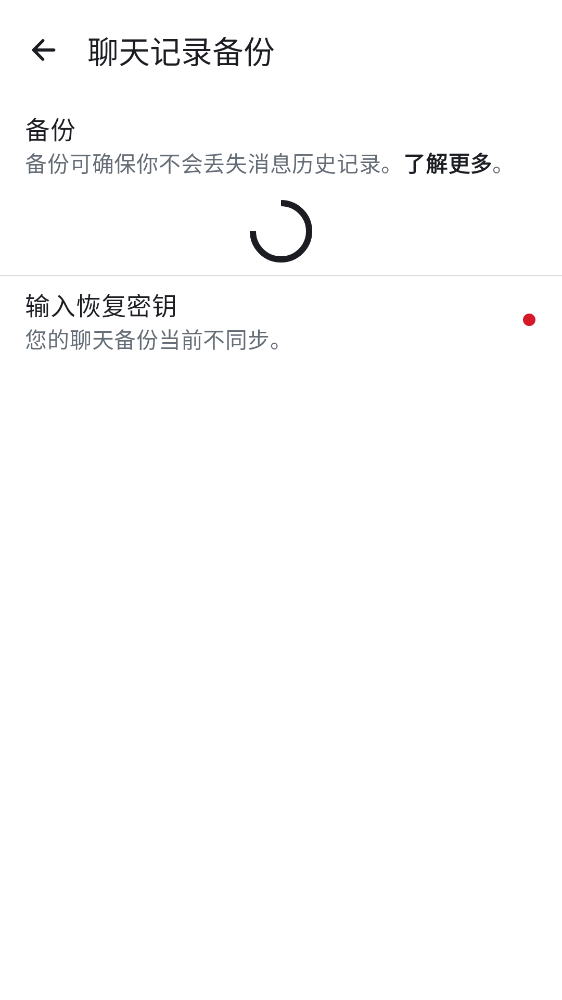 聊天记录备份
备份
备份可确保你不会丢失消息历史记录。了解更多。
输入恢复密钥
您的聊天备份当前不同步。